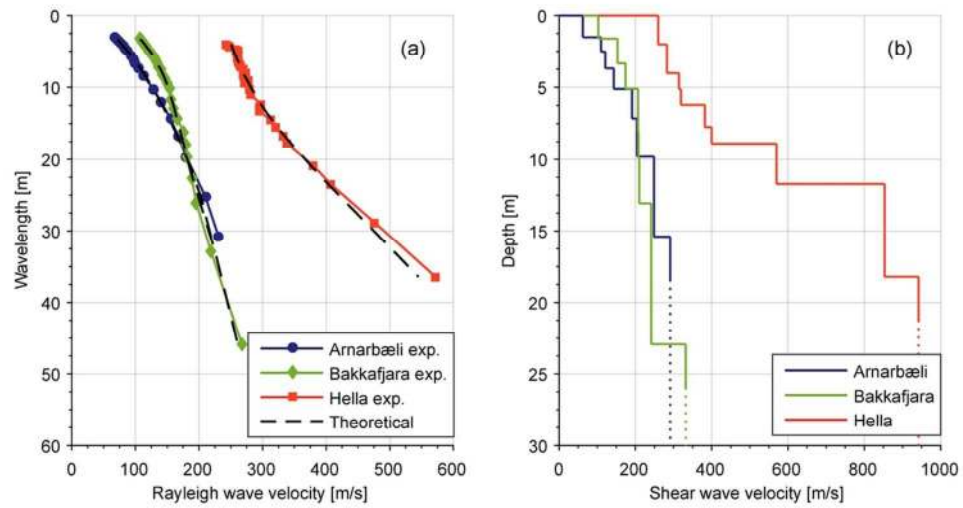 0
10
20
30
40
50
60
Wavelength [m]
(a)
Arnarbæli exp.
Bakkafjara exp.
Hella exp.
Theoretical
0 100 200 300 400 500 600
Rayleigh wave velocity [m/s]
0
5
10
15
20
25
30
Depth [m]
(b)
Arnarbæli
Bakkafjara
Hella
0 200 400 600 800 1000
Shear wave velocity [m/s]